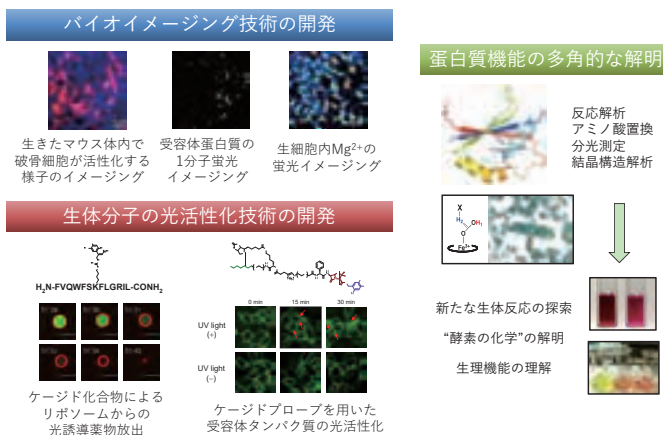 バイオイメージング技術の開発
生きたマウス体内で
破骨細胞が活性化する
様子のイメージング
受容体蛋白質の
1分子蛍光
イメージング
生細胞内Mg²⁺の
蛍光イメージング
生体分子の光活性化技術の開発
H₂N-FVQWFSKFLGRIL-CONH₂
ケージド化合物による
リポソームからの
光誘導薬物放出
0 min
15 min
30 min
UV light
(+)
UV light
(−)
ケージドプローブを用いた
受容体タンパク質の光活性化
蛋白質機能の多角的な解明
反応解析
アミノ酸置換
分光測定
結晶構造解析
新たな生体反応の探索
“酵素の化学”の解明
生理機能の理解